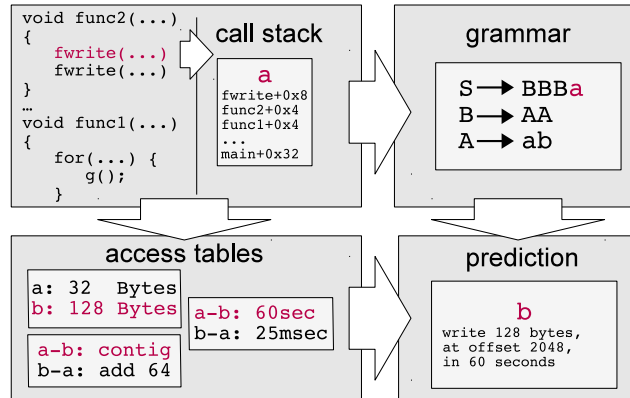 void func2(...)
{
fwrite(...)
fwrite(...)
}
…
void func1(...)
{
for(...) {
g();
}
call stack
a
fwrite+0x8
func2+0x4
func1+0x4
...
main+0x32
grammar
S → BBBa
B → AA
A → ab
access tables
a: 32 Bytes
b: 128 Bytes
a-b: 60sec
b-a: 25msec
a-b: contig
b-a: add 64
prediction
b
write 128 bytes,
at offset 2048,
in 60 seconds